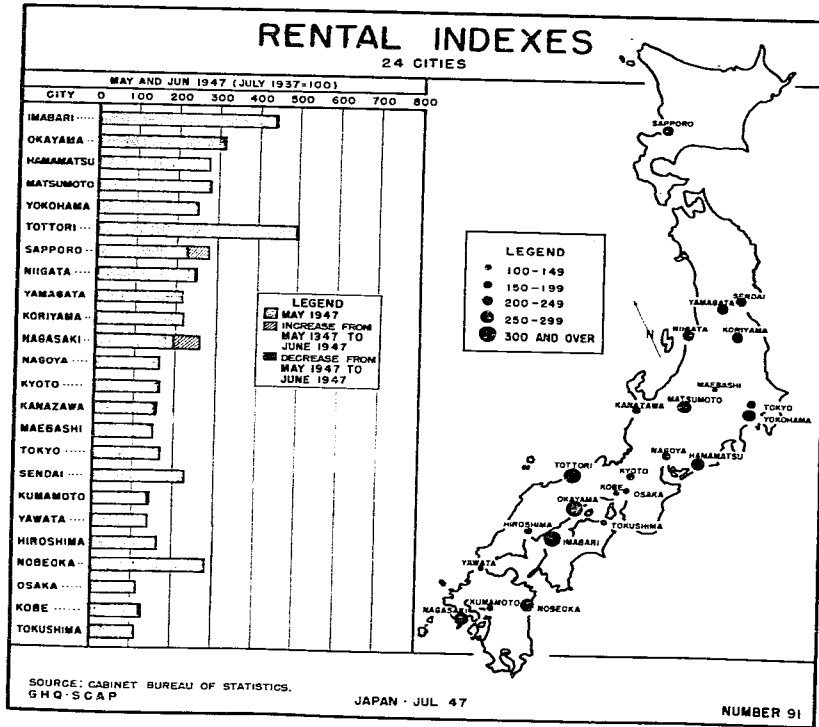 RENTAL INDEXES
24 CITIES
MAY AND JUN 1947 (JULY 1937=100)
CITY 0 100 200 300 400 500 600 700 800
IMABARI
OKAYAMA
HAMAMATSU
MATSUMOTO
YOKOHAMA
TOTTORI
SAPPORO
NIIGATA
YAMAGATA
KORIYAMA
NAGASAKI
NAGOYA
KYOTO
KANAZAWA
MAEBASHI
TOKYO
SENDAI
KUMAMOTO
YAWATA
HIROSHIMA
NOBEOKA
OSAKA
KOBE
TOKUSHIMA
LEGEND
MAY 1947
INCREASE FROM
MAY 1947 TO
JUNE 1947
DECREASE FROM
MAY 1947 TO
JUNE 1947
LEGEND
100-149
150-199
200-249
250-299
300 AND OVER
N
SAPPORO
SENDAI
YAMAGATA
NIIGATA
KORIYAMA
MAEBASHI
MATSUMOTO
KANAZAWA
TOKYO
YOKOHAMA
NAGOYA
HAMAMATSU
TOTTORI
KYOTO
KOBE
OSAKA
OKAYAMA
TOKUSHIMA
HIROSHIMA
IMABARI
YAWATA
KUMAMOTO
NOBEOKA
NAGASAKI
SOURCE: CABINET BUREAU OF STATISTICS.
GHQ-SCAP
JAPAN · JUL 47
NUMBER 91